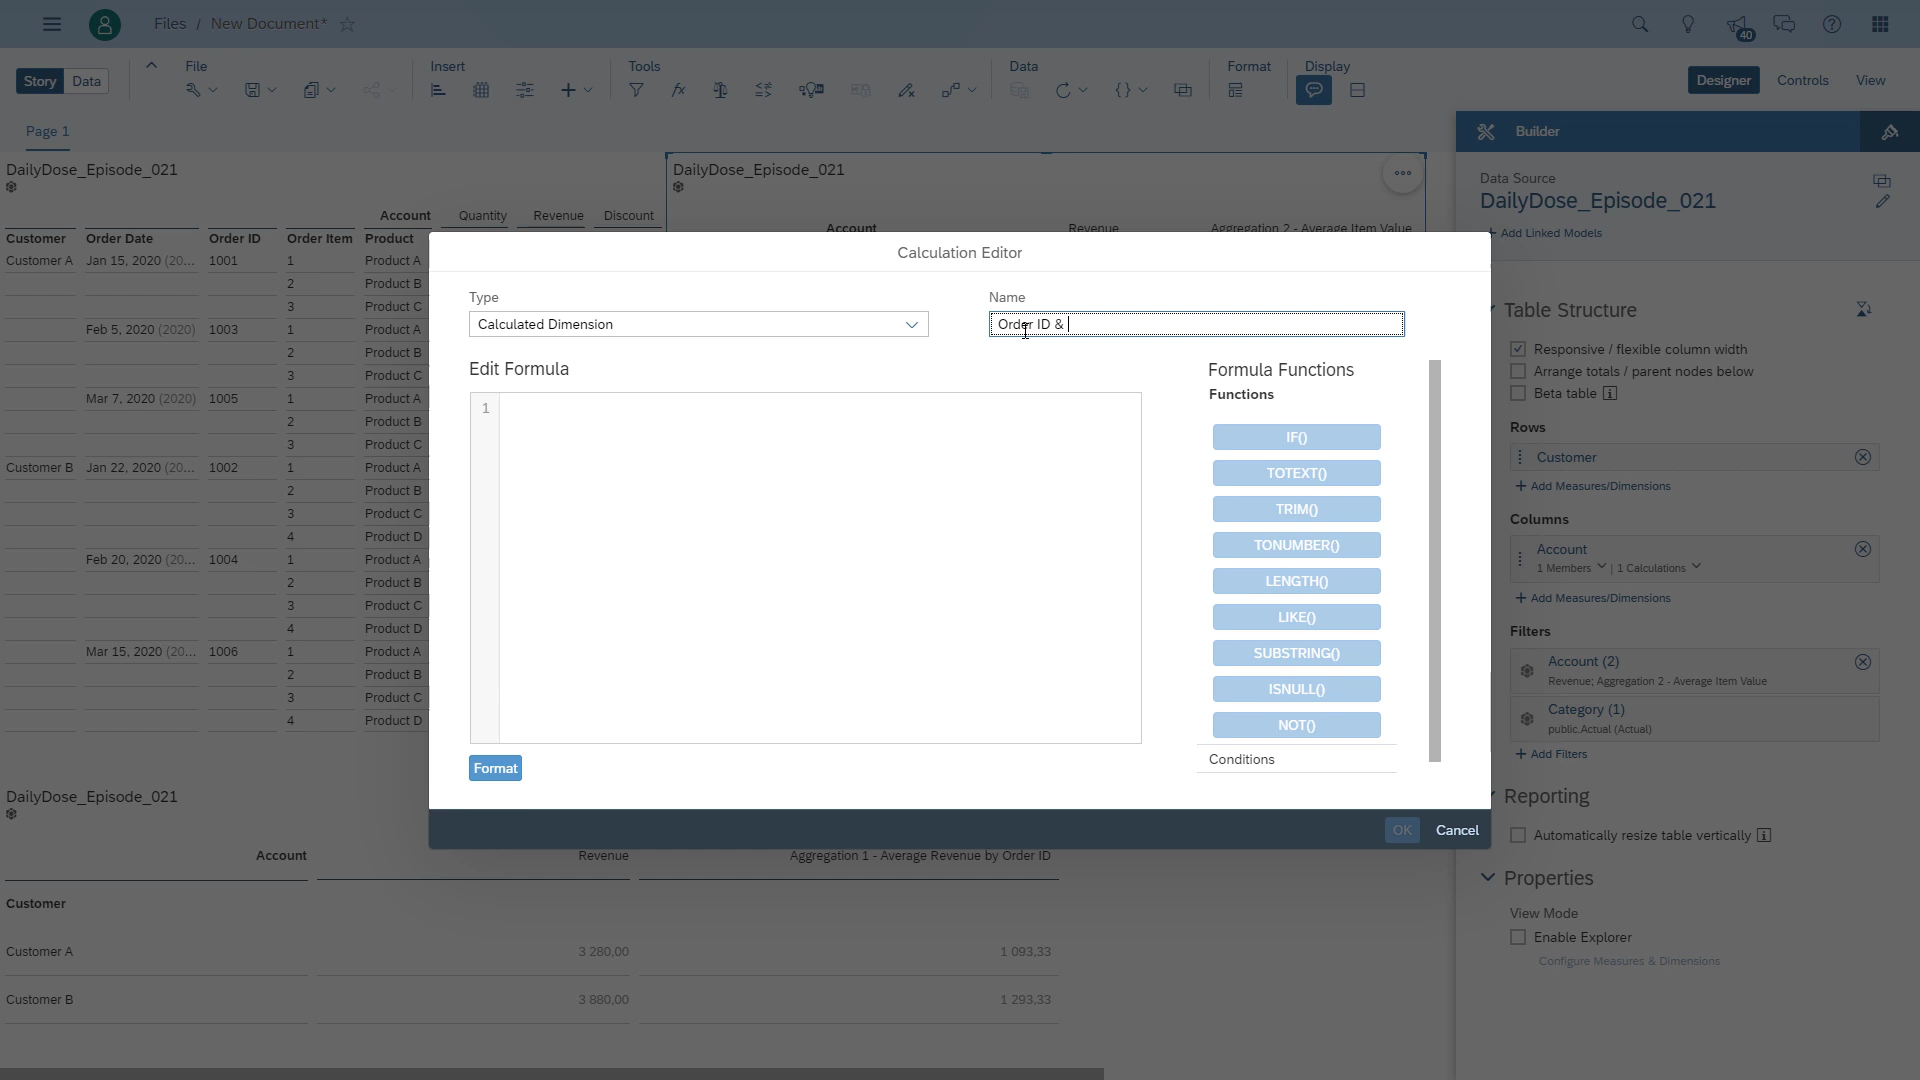 Files / New Document*
40
Story Data
File
Insert
Tools
Data
Format
Display
Designer Controls View
Page 1
Builder
DailyDose_Episode_021
Account Quantity Revenue Discount
Customer Order Date Order ID Order Item Product
Customer A Jan 15, 2020 (20... 1001 1 Product A
2 Product B
3 Product C
Feb 5, 2020 (2020) 1003 1 Product A
2 Product B
3 Product C
Mar 7, 2020 (2020) 1005 1 Product A
2 Product B
3 Product C
Customer B Jan 22, 2020 (20... 1002 1 Product A
2 Product B
3 Product C
4 Product D
Feb 20, 2020 (20... 1004 1 Product A
2 Product B
3 Product C
4 Product D
Mar 15, 2020 (20... 1006 1 Product A
2 Product B
3 Product C
4 Product D
DailyDose_Episode_021
Account Revenue Aggregation 2 - Average Item Value
Calculation Editor
Type
Calculated Dimension
Name
Order ID &
Edit Formula
1
Format
Formula Functions
Functions
IF()
TOTEXT()
TRIM()
TONUMBER()
LENGTH()
LIKE()
SUBSTRING()
ISNULL()
NOT()
Conditions
OK Cancel
DailyDose_Episode_021
Account Revenue Aggregation 1 - Average Revenue by Order ID
Customer
Customer A 3 280,00 1 093,33
Customer B 3 880,00 1 293,33
Data Source
DailyDose_Episode_021
+ Add Linked Models
Table Structure
Responsive / flexible column width
Arrange totals / parent nodes below
Beta table
Rows
Customer
+ Add Measures/Dimensions
Columns
Account
1 Members | 1 Calculations
+ Add Measures/Dimensions
Filters
Account (2)
Revenue; Aggregation 2 - Average Item Value
Category (1)
public.Actual (Actual)
+ Add Filters
Reporting
Automatically resize table vertically
Properties
View Mode
Enable Explorer
Configure Measures & Dimensions